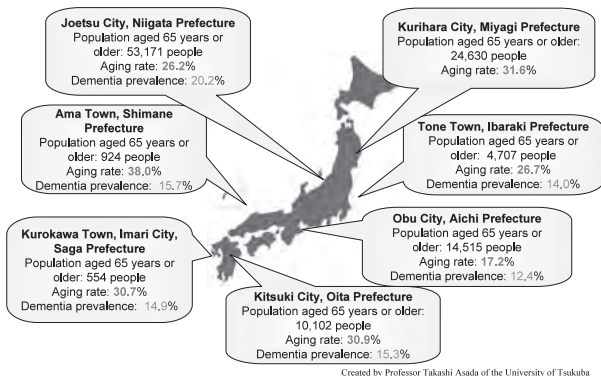 Joetsu City, Niigata Prefecture
Population aged 65 years or
older: 53,171 people
Aging rate: 26.2%
Dementia prevalence: 20.2%
Kurihara City, Miyagi Prefecture
Population aged 65 years or older:
24,630 people
Aging rate: 31.6%
Ama Town, Shimane
Prefecture
Population aged 65 years or
older: 924 people
Aging rate: 38.0%
Dementia prevalence: 15.7%
Tone Town, Ibaraki Prefecture
Population aged 65 years or
older: 4,707 people
Aging rate: 26.7%
Dementia prevalence: 14.0%
Kurokawa Town, Imari City,
Saga Prefecture
Population aged 65 years or
older: 554 people
Aging rate: 30.7%
Dementia prevalence: 14.9%
Obu City, Aichi Prefecture
Population aged 65 years or
older: 14,515 people
Aging rate: 17.2%
Dementia prevalence: 12.4%
Kitsuki City, Oita Prefecture
Population aged 65 years or older:
10,102 people
Aging rate: 30.9%
Dementia prevalence: 15.3%
Created by Professor Takashi Asada of the University of Tsukuba